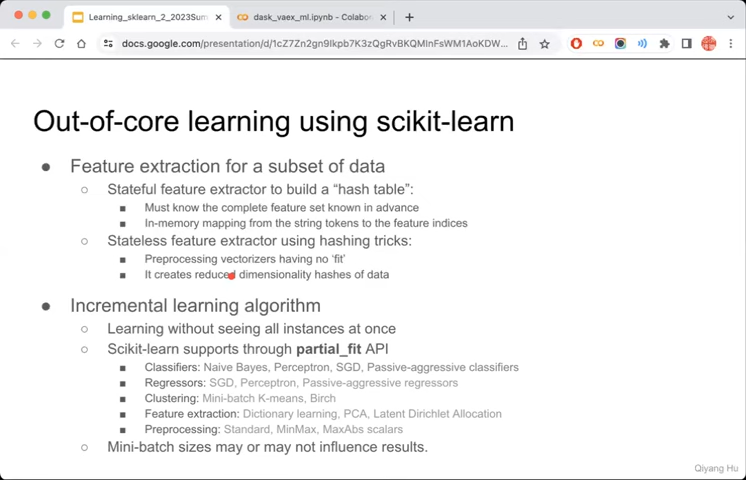 Learning_sklearn_2_2023Sum
dask_vaex_ml.ipynb - Colabo
docs.google.com/presentation/d/1cZ7Zn2gn9Ikpb7K3zQgRvBKQMInFsWM1AoKDW...
Out-of-core learning using scikit-learn
Feature extraction for a subset of data
Stateful feature extractor to build a “hash table”:
Must know the complete feature set known in advance
In-memory mapping from the string tokens to the feature indices
Stateless feature extractor using hashing tricks:
Preprocessing vectorizers having no ‘fit’
It creates reduced dimensionality hashes of data
Incremental learning algorithm
Learning without seeing all instances at once
Scikit-learn supports through partial_fit API
Classifiers: Naive Bayes, Perceptron, SGD, Passive-aggressive classifiers
Regressors: SGD, Perceptron, Passive-aggressive regressors
Clustering: Mini-batch K-means, Birch
Feature extraction: Dictionary learning, PCA, Latent Dirichlet Allocation
Preprocessing: Standard, MinMax, MaxAbs scalars
Mini-batch sizes may or may not influence results.
Qiyang Hu